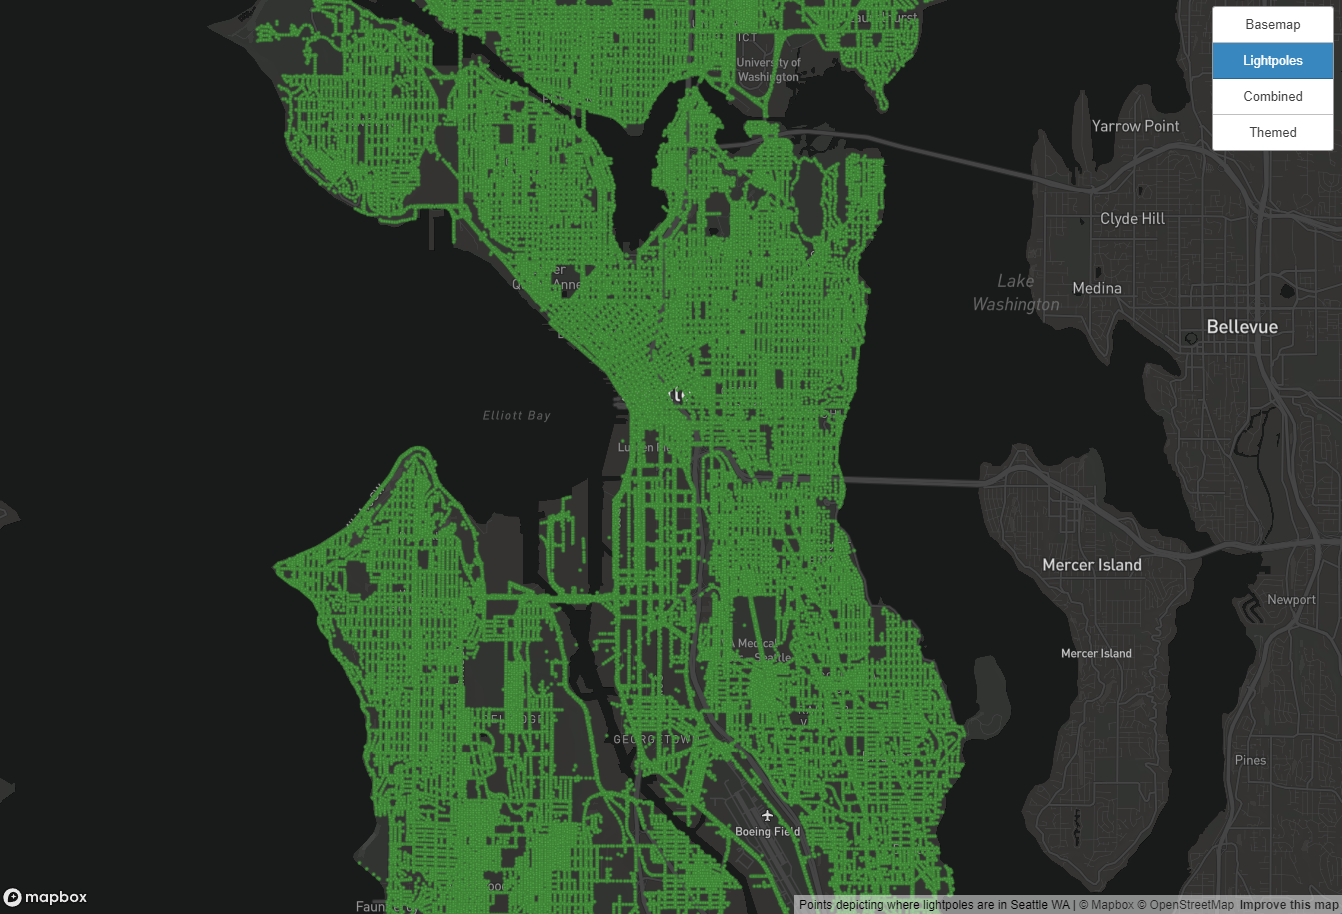 Basemap
Lightpoles
Combined
Themed
ICT
University of
Washington
Yarrow Point
Clyde Hill
Lake
Washington
Medina
Bellevue
Anne
Elliott Bay
Mercer Island
Newport
Mercer Island
Medical
Seattle
GEORGETOWN
Pines
Boeing Field
mapbox
Points depicting where lightpoles are in Seattle WA | © Mapbox © OpenStreetMap Improve this map